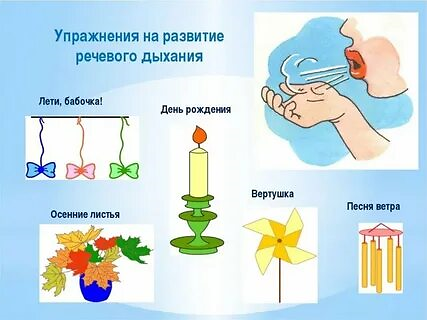 Упражнения на развитие
речевого дыхания
Лети, бабочка!
День рождения
Вертушка
Песня ветра
Осенние листья